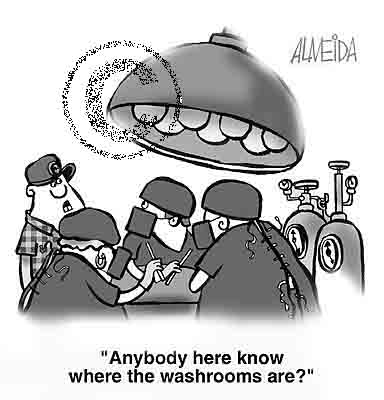 ALMEIDA
"Anybody here know
where the washrooms are?"